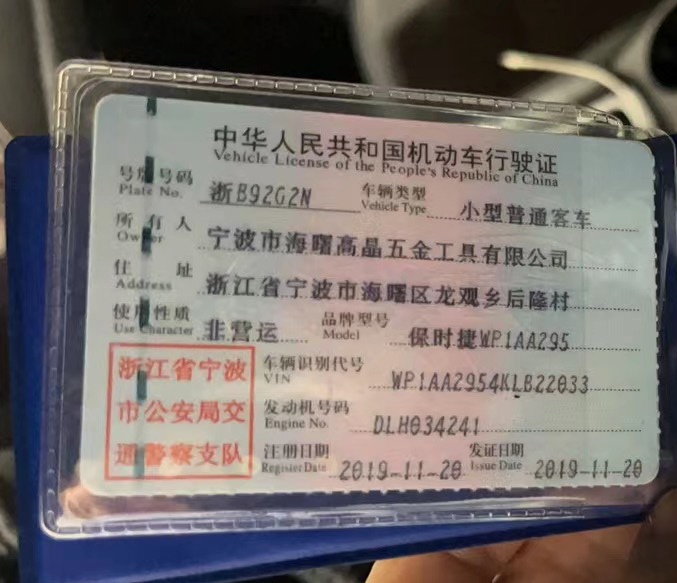 中华人民共和国机动车行驶证
Vehicle License of the People's Republic of China
号牌号码 浙B92G2N 车辆类型 小型普通客车
Plate No. Vehicle Type
所有人 宁波市海曙高晶五金工具有限公司
Owner
住址 浙江省宁波市海曙区龙观乡后隆村
Address
使用性质 非营运 品牌型号 保时捷WP1AA295
Use Character Model
浙江省宁波
市公安局交
通警察支队
车辆识别代号 WP1AA2954KLB22033
VIN
发动机号码 DLH034241
Engine No.
注册日期 2019-11-20 发证日期 2019-11-20
Register Date Issue Date